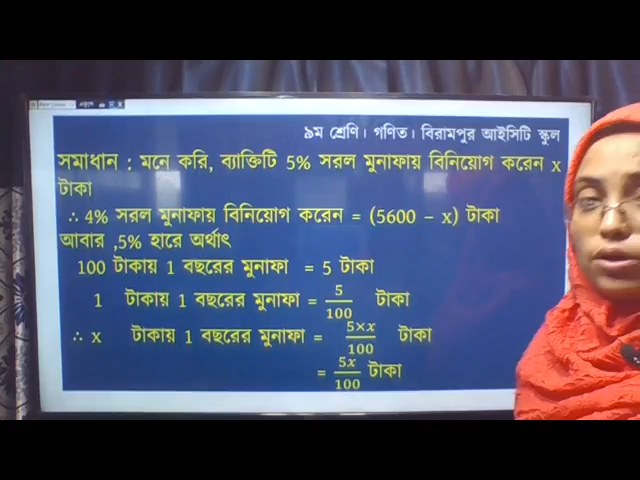 ৯ম শ্রেণি। গণিত। বিরামপুর আইসিটি স্কুল
সমাধান : মনে করি, ব্যাক্তিটি 5% সরল মুনাফায় বিনিয়োগ করেন x
টাকা
∴ 4% সরল মুনাফায় বিনিয়োগ করেন = (5600 – x) টাকা
আবার ,5% হারে অর্থাৎ
100 টাকায় 1 বছরের মুনাফা = 5 টাকা
1 টাকায় 1 বছরের মুনাফা = 5/100 টাকা
∴ x টাকায় 1 বছরের মুনাফা = 5×x/100 টাকা
= 5x/100 টাকা